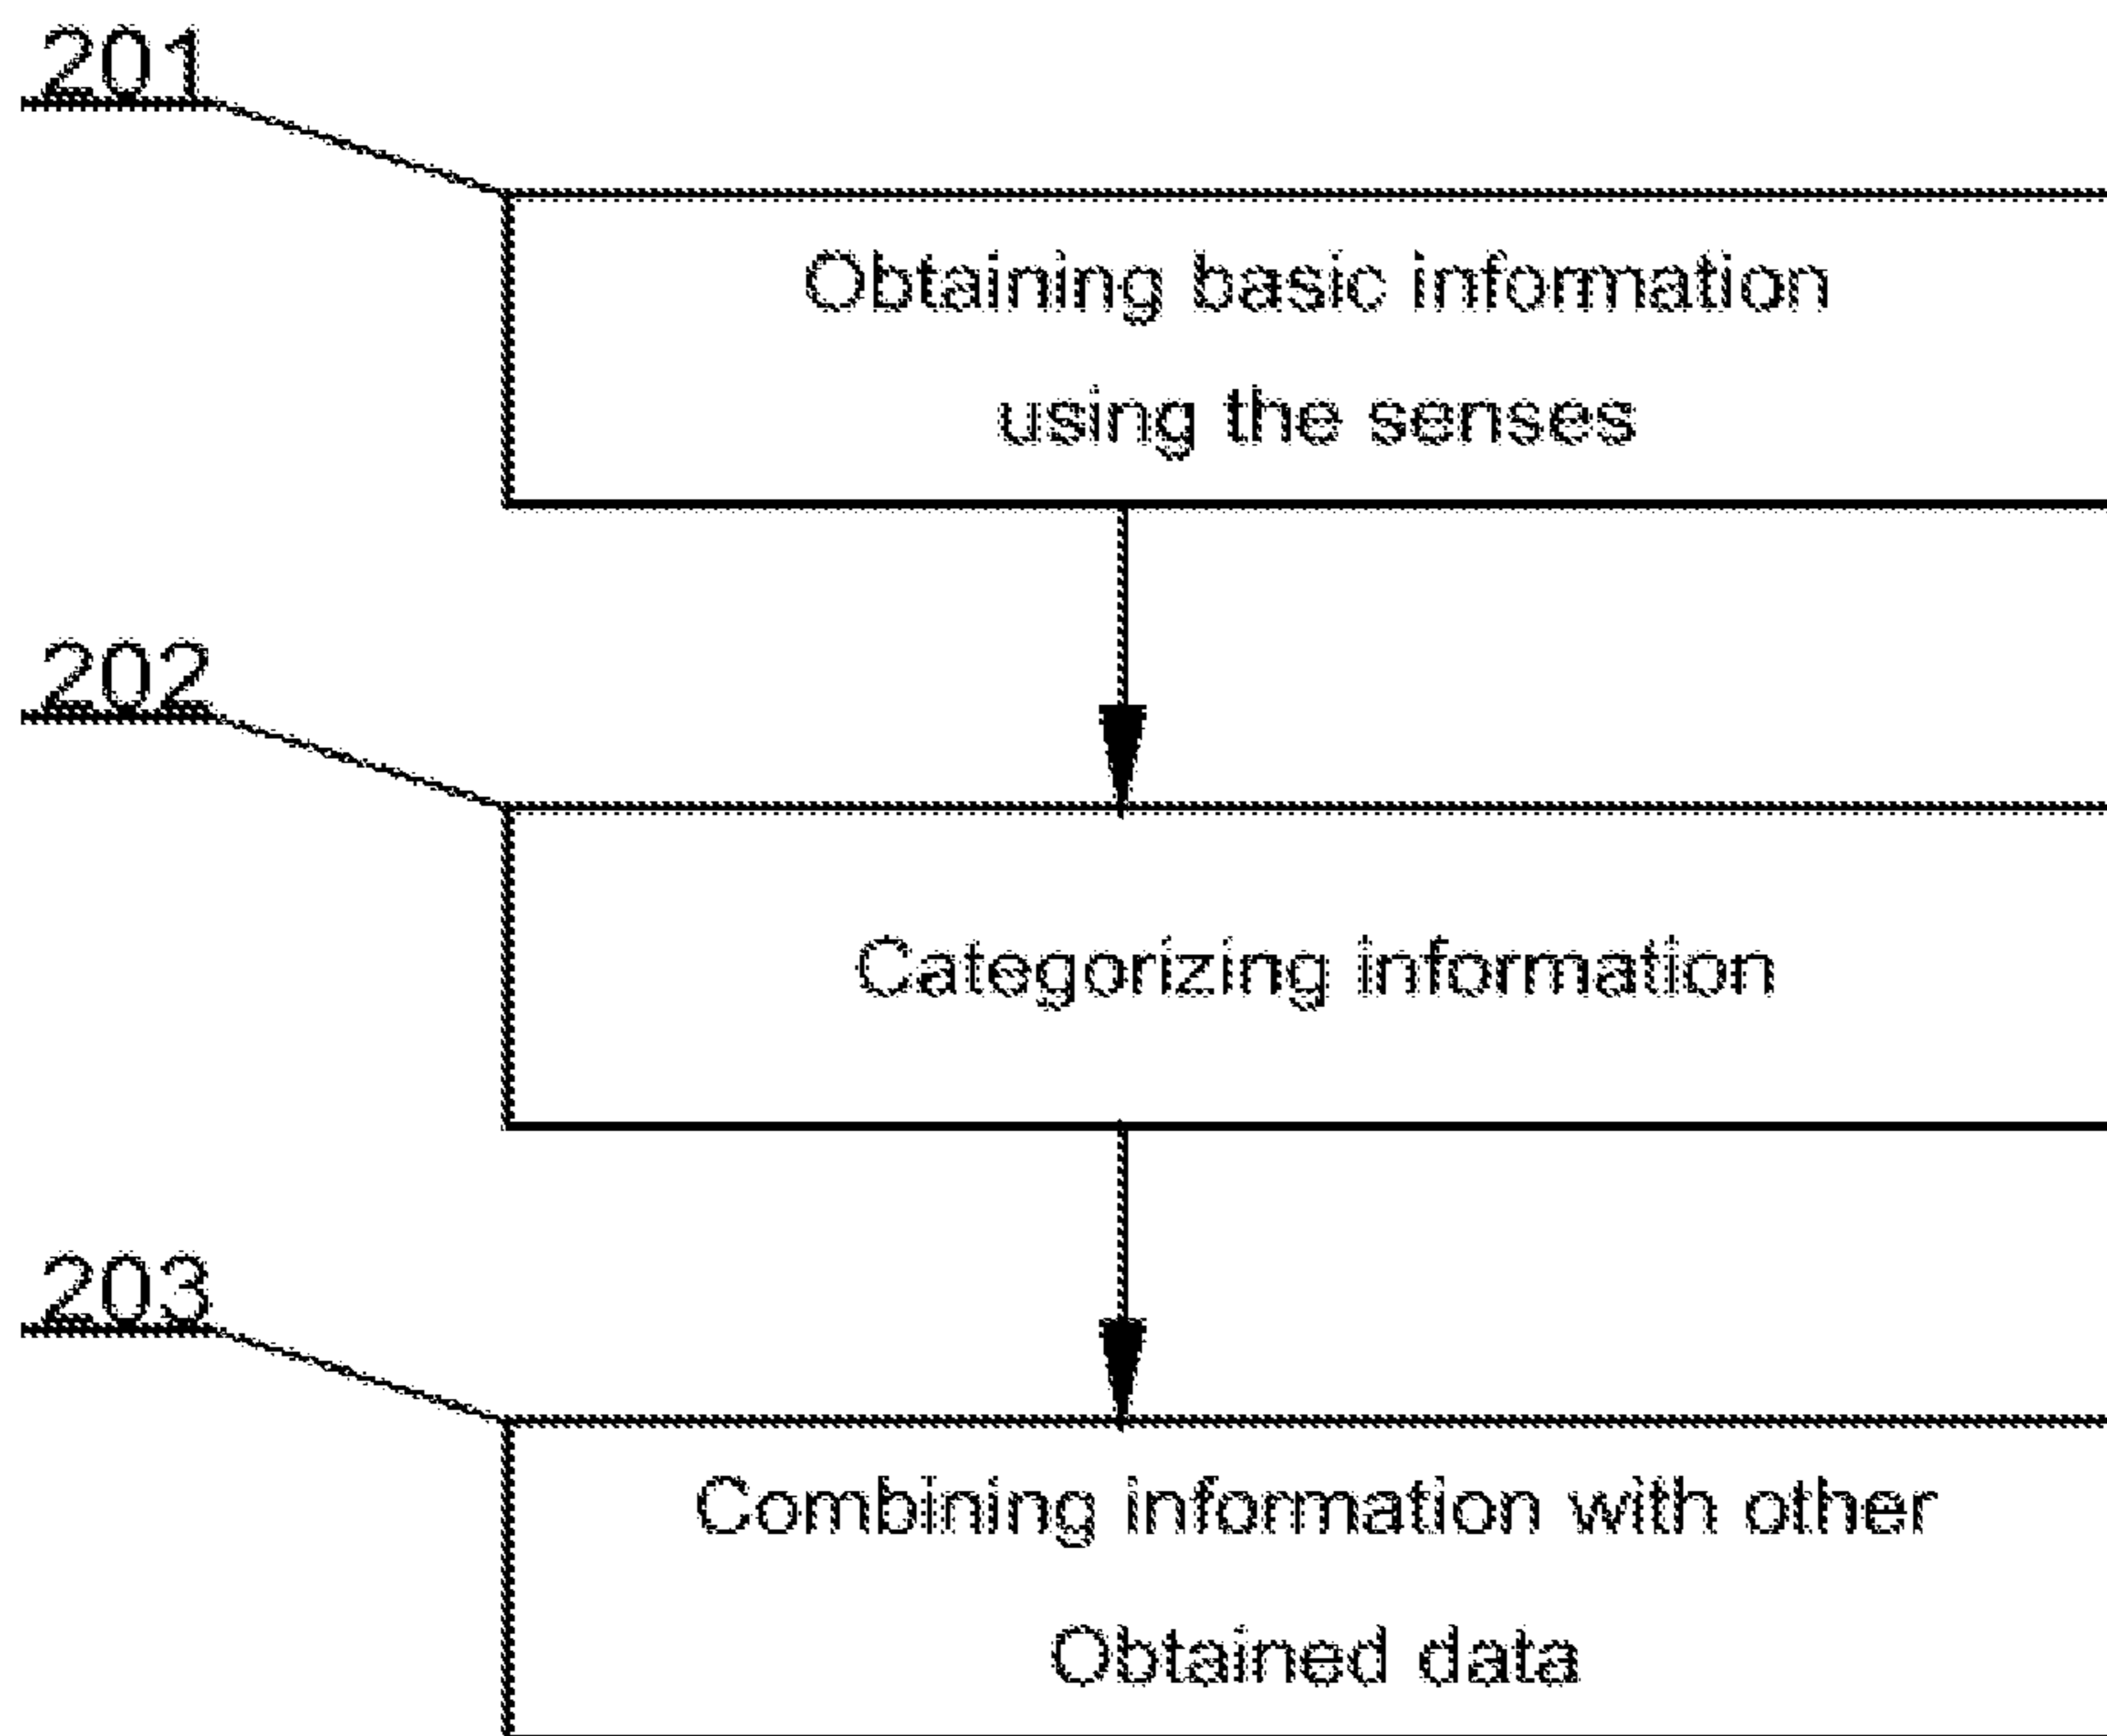 201
Obtaining basic information
using the senses
202
Categorizing information
203
Combining information with other
Obtained data